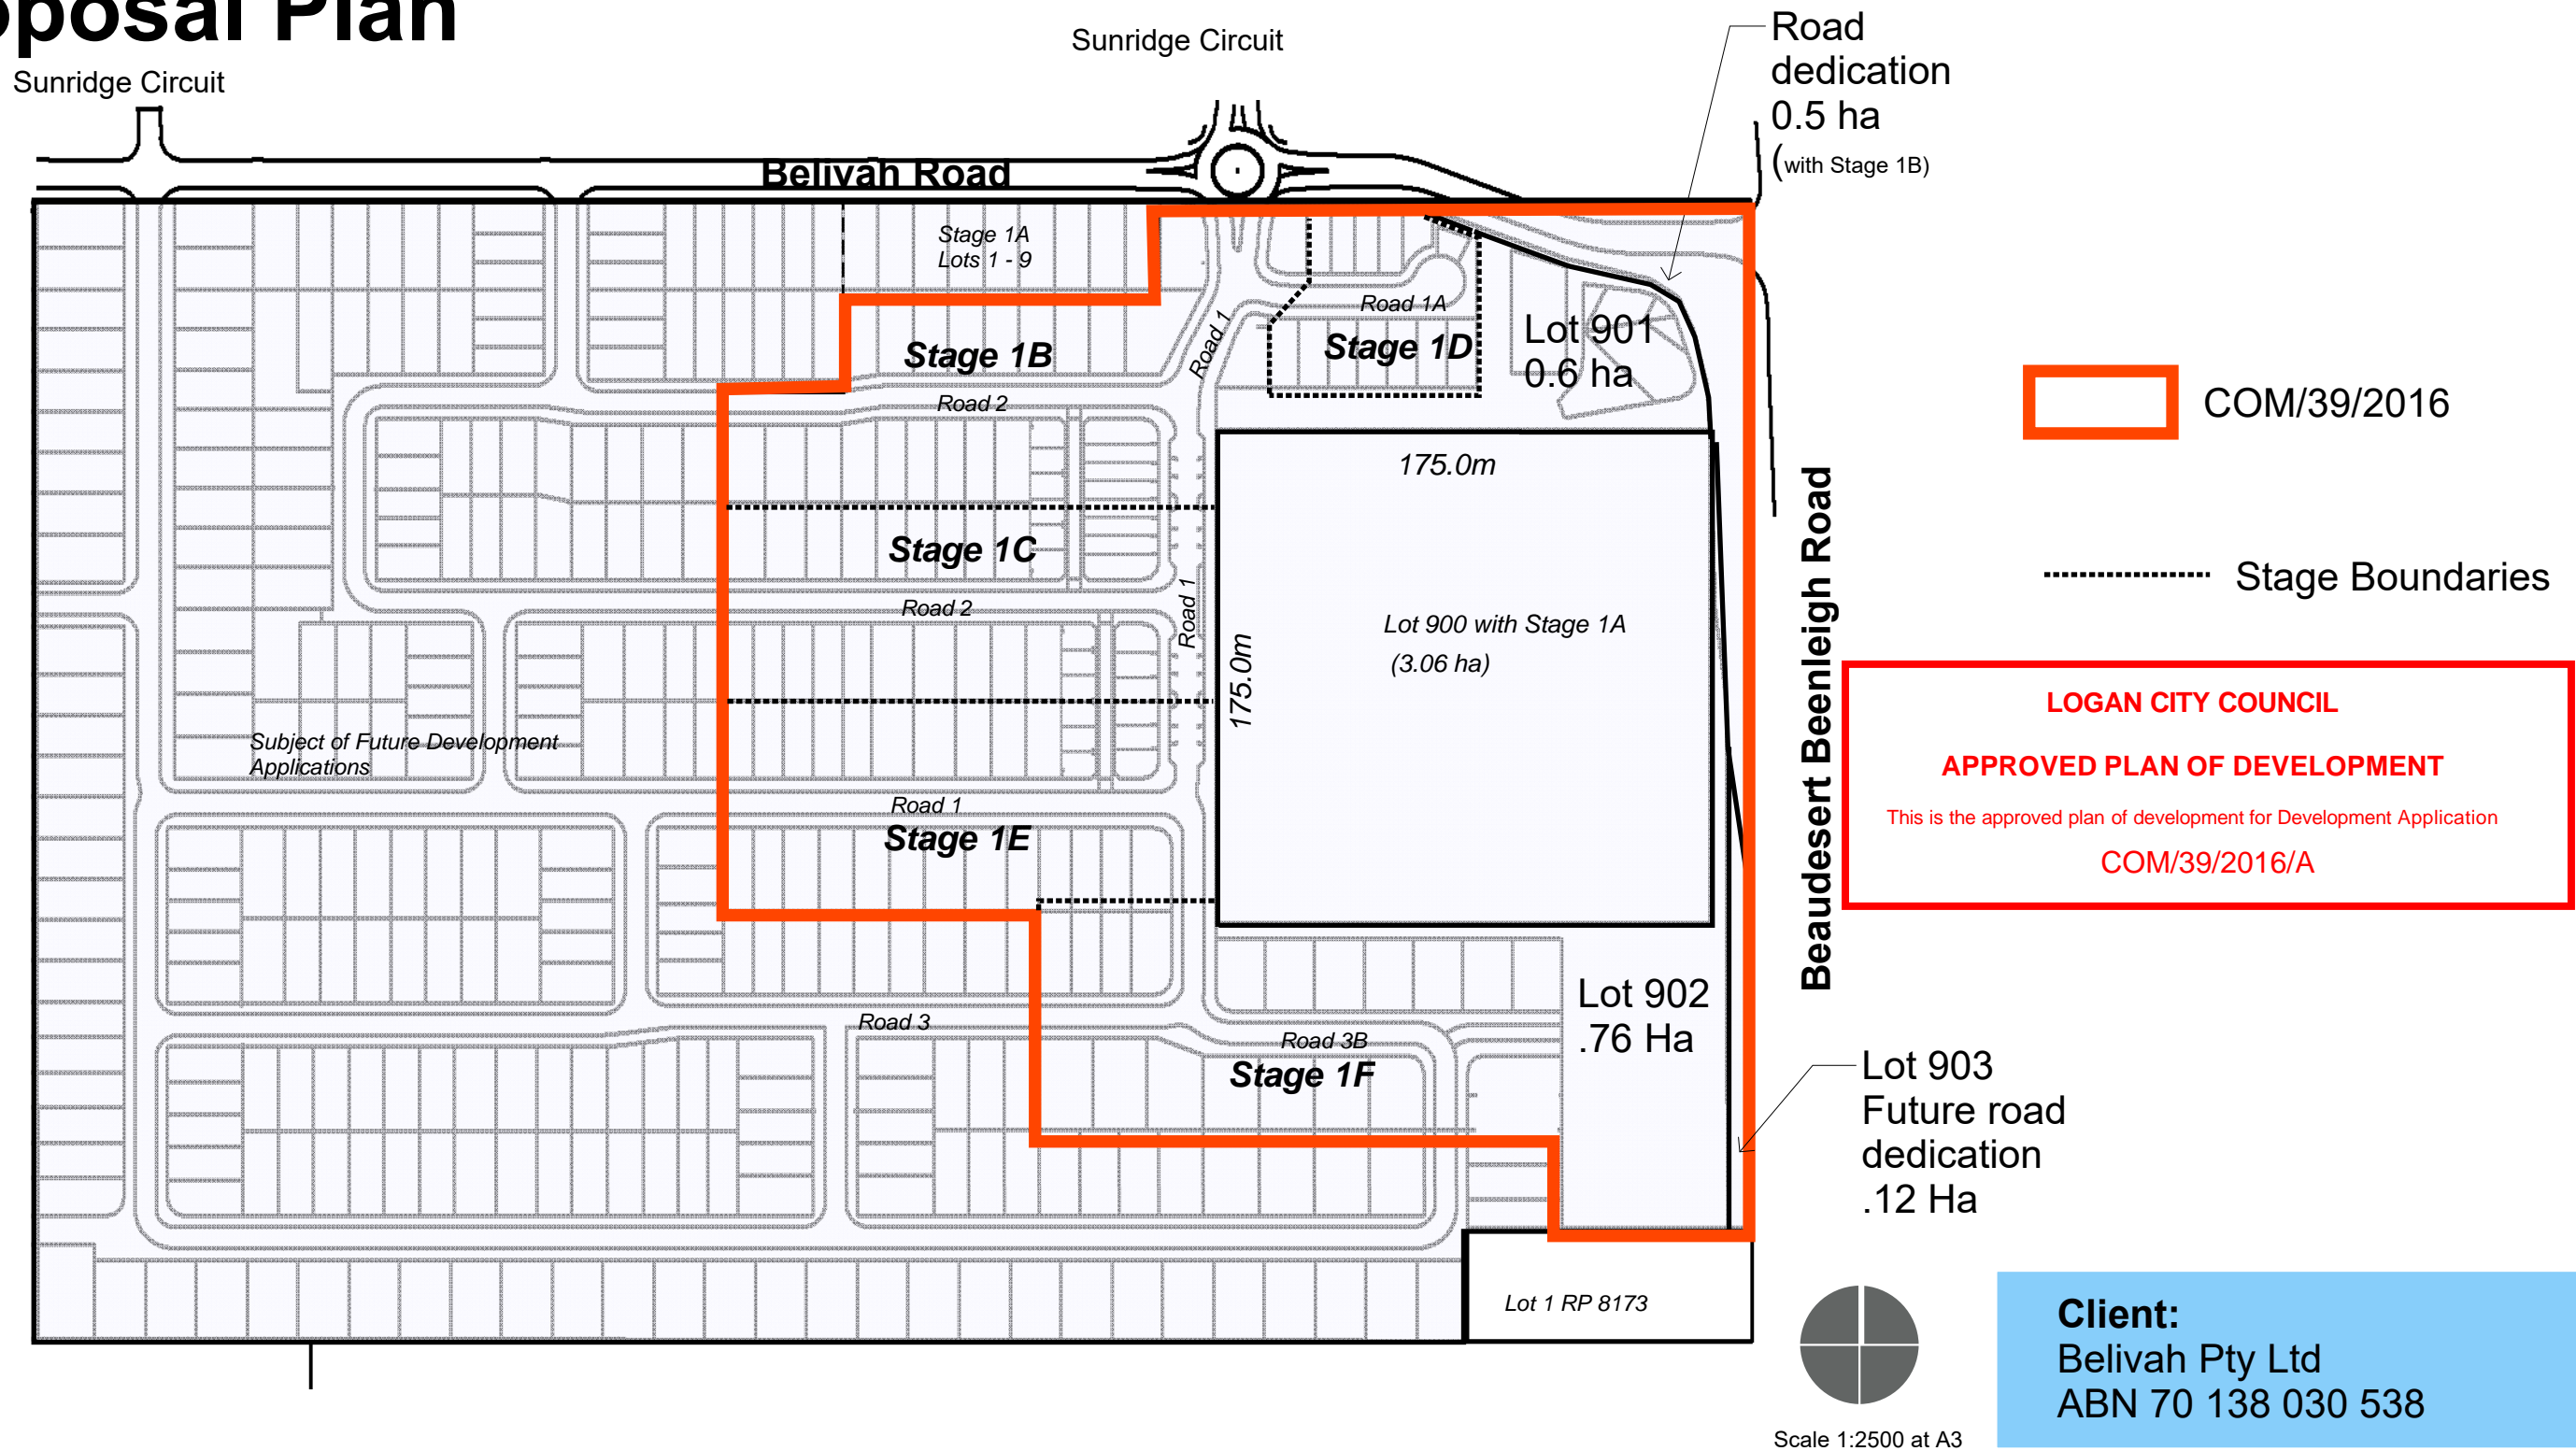 Proposal Plan
Sunridge Circuit
Sunridge Circuit
Road
dedication
0.5 ha
(with Stage 1B)
Belivah Road
Stage 1A
Lots 1 - 9
Road 1A
Road 1
Stage 1B
Stage 1D
Lot 901
0.6 ha
Road 2
COM/39/2016
175.0m
Stage 1C
Stage Boundaries
Road 2
Road 1
Lot 900 with Stage 1A
(3.06 ha)
175.0m
Beaudesert Beenleigh Road
LOGAN CITY COUNCIL
APPROVED PLAN OF DEVELOPMENT
This is the approved plan of development for Development Application
COM/39/2016/A
Subject of Future Development
Applications
Road 1
Stage 1E
Lot 902
.76 Ha
Road 3
Road 3B
Stage 1F
Lot 903
Future road
dedication
.12 Ha
Lot 1 RP 8173
Client:
Belivah Pty Ltd
ABN 70 138 030 538
Scale 1:2500 at A3